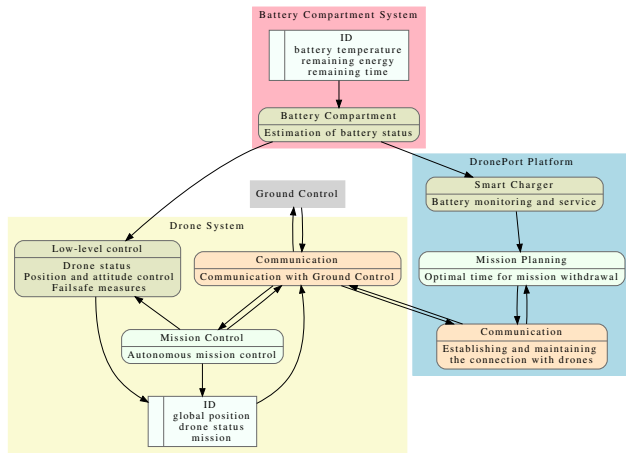 Battery Compartment System
ID
battery temperature
remaining energy
remaining time
Battery Compartment
Estimation of battery status
DronePort Platform
Smart Charger
Battery monitoring and service
Ground Control
Drone System
Low-level control
Drone status
Position and attitude control
Failsafe measures
Communication
Communication with Ground Control
Mission Planning
Optimal time for mission withdrawal
Mission Control
Autonomous mission control
Communication
Establishing and maintaining
the connection with drones
ID
global position
drone status
mission